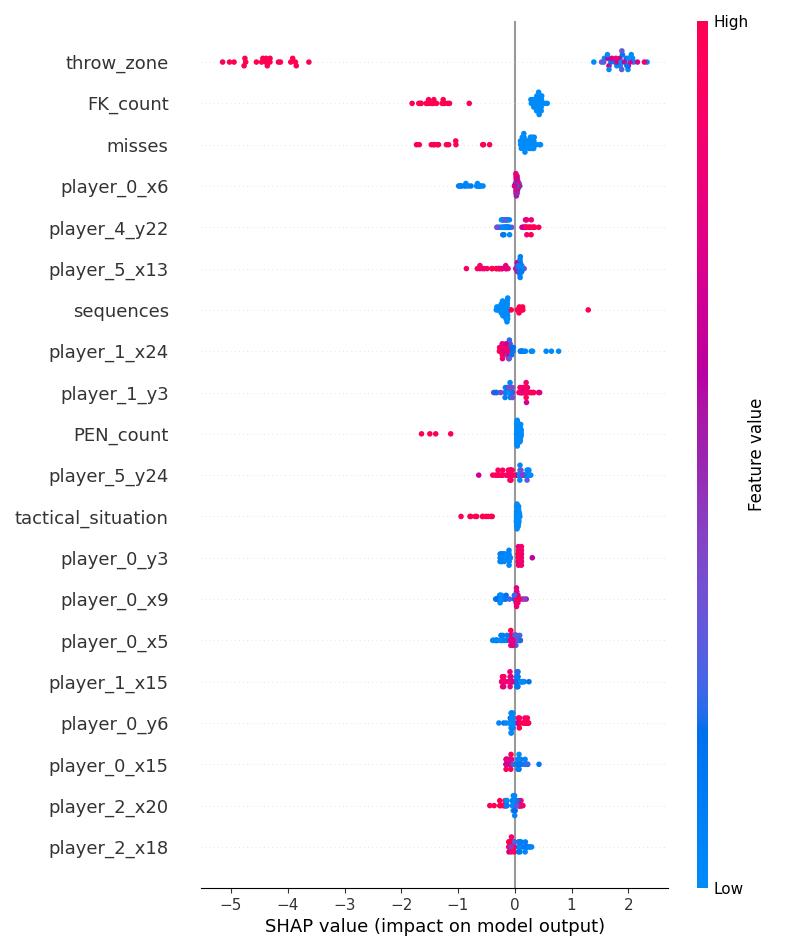 High
throw_zone
FK_count
misses
player_0_x6
player_4_y22
player_5_x13
sequences
player_1_x24
player_1_y3
PEN_count
player_5_y24
tactical_situation
player_0_y3
player_0_x9
player_0_x5
player_1_x15
player_0_y6
player_0_x15
player_2_x20
player_2_x18
Feature value
Low
−5 −4 −3 −2 −1 0 1 2
SHAP value (impact on model output)